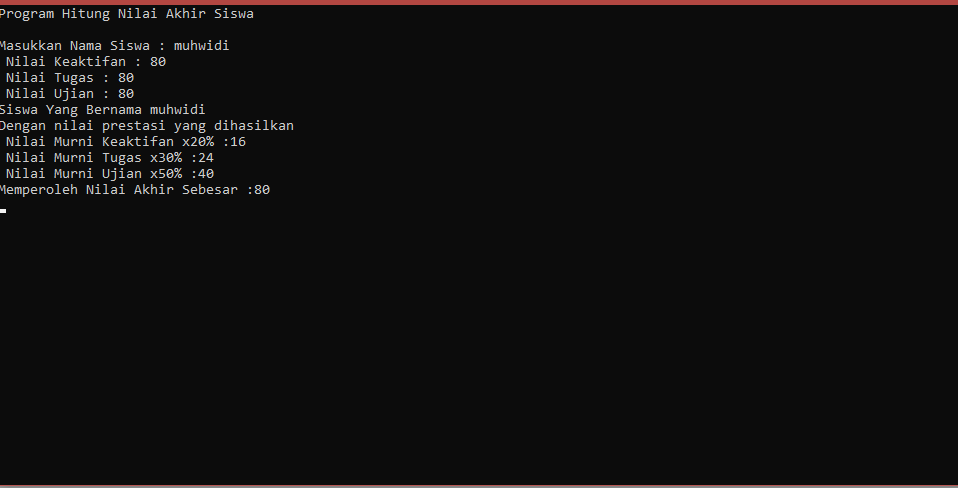 Program Hitung Nilai Akhir Siswa
Masukkan Nama Siswa : muhwidi
Nilai Keaktifan : 80
Nilai Tugas : 80
Nilai Ujian : 80
Siswa Yang Bernama muhwidi
Dengan nilai prestasi yang dihasilkan
Nilai Murni Keaktifan x20% :16
Nilai Murni Tugas x30% :24
Nilai Murni Ujian x50% :40
Memperoleh Nilai Akhir Sebesar :80